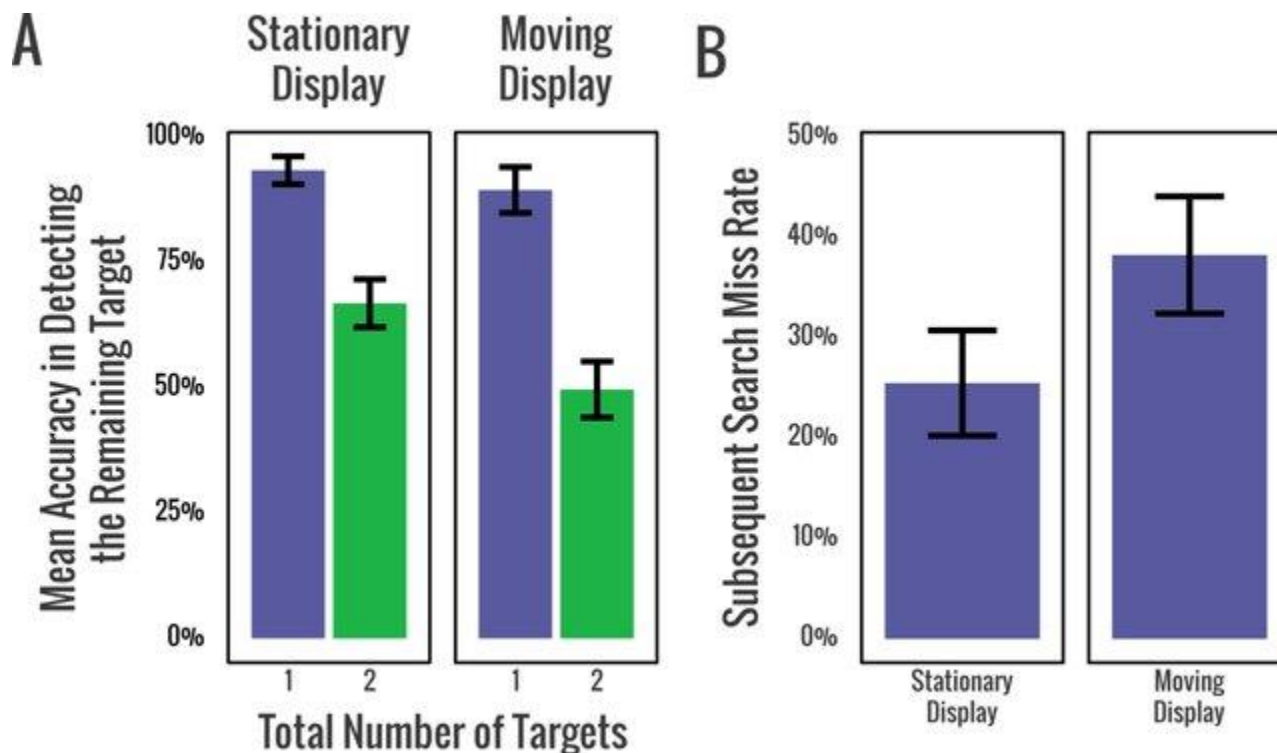 A
Stationary
Display
Moving
Display
Mean Accuracy in Detecting
the Remaining Target
100%
75%
50%
25%
0%
1
2
1
2
Total Number of Targets
B
Subsequent Search Miss Rate
50%
40%
30%
20%
10%
0%
Stationary
Display
Moving
Display